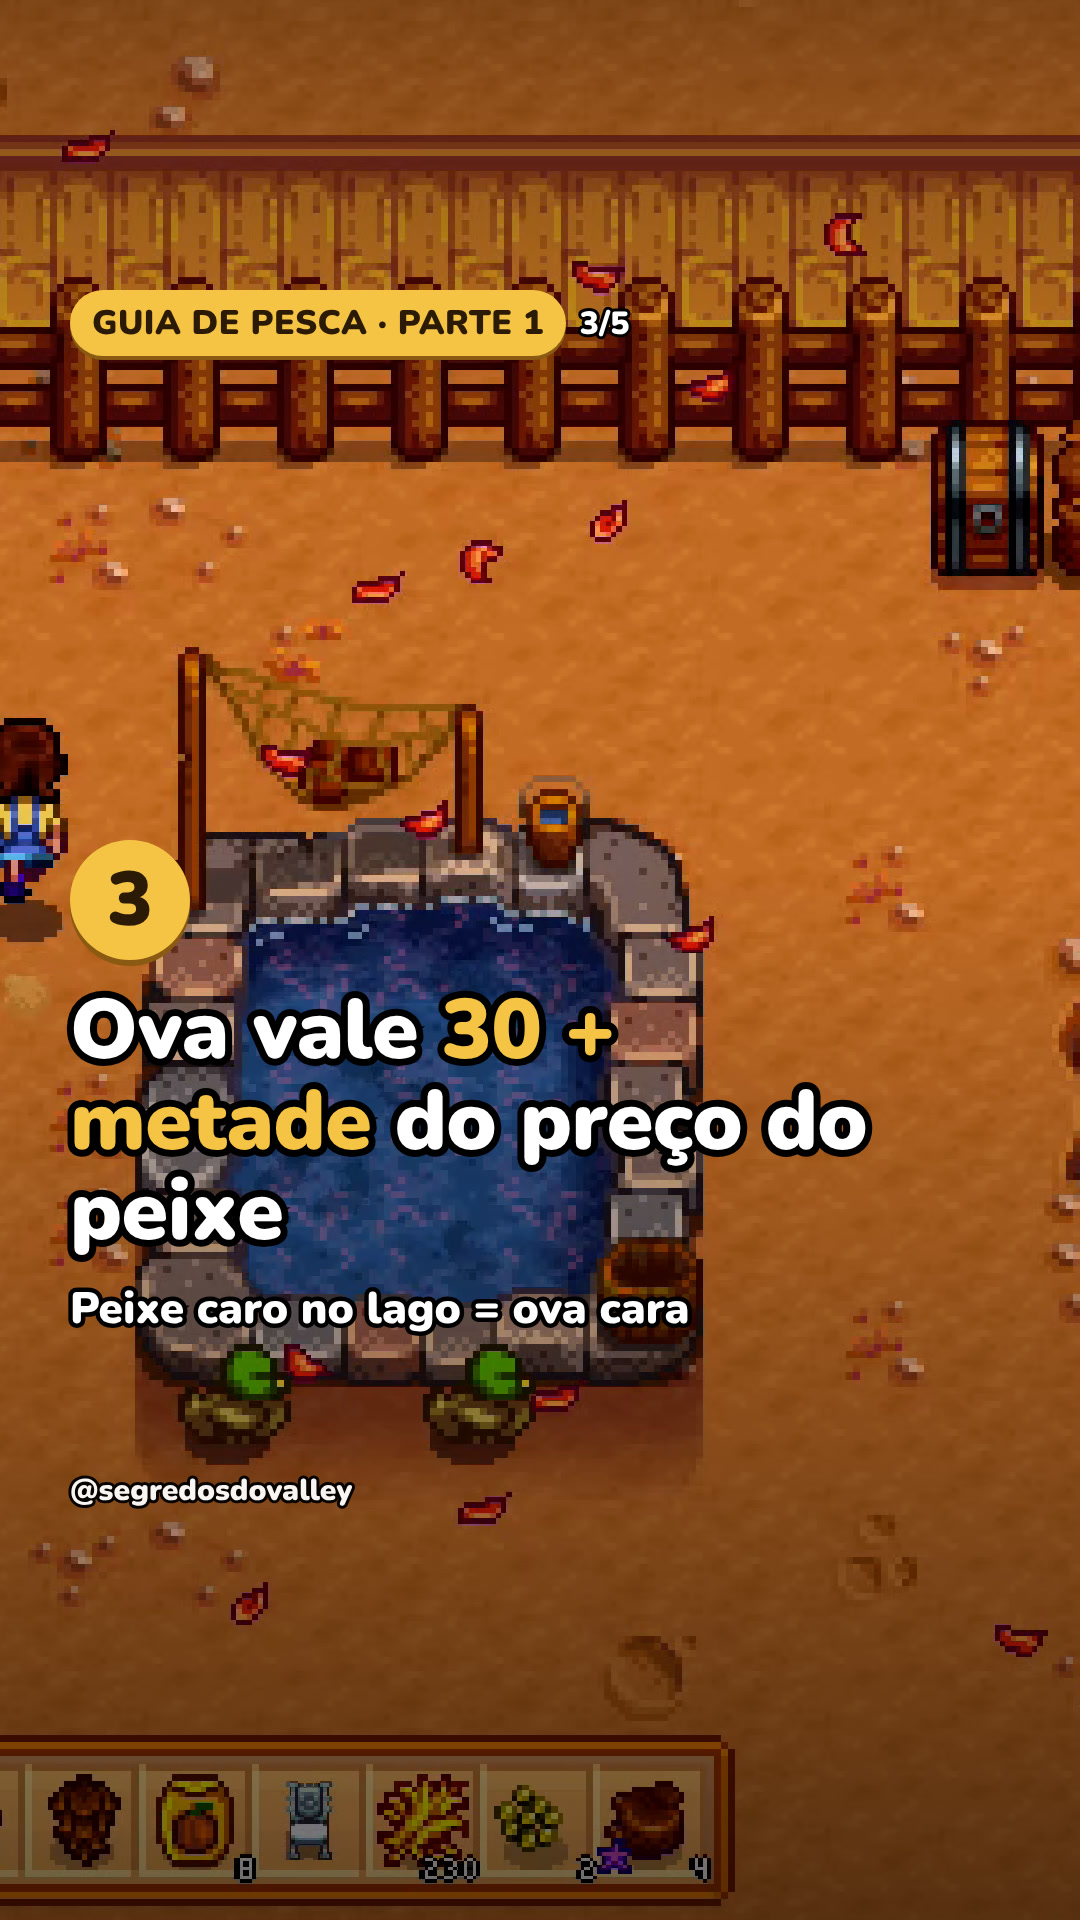 GUIA DE PESCA · PARTE 1 3/5
3
Ova vale 30 +
metade do preço do
peixe
Peixe caro no lago = ova cara
@segredosdovalley
8 230 2 4